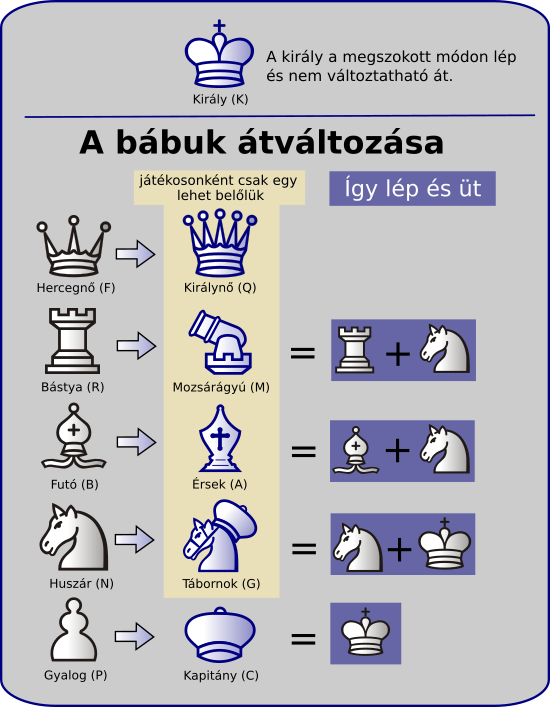 A király a megszokott módon lép
és nem változtatható át.
Király (K)
A bábuk átváltozása
játékosonként csak egy
lehet belőlük
Így lép és üt
Hercegnő (F)
Királynő (Q)
Bástya (R)
Mozsárágyú (M)
=
+
Futó (B)
Érsek (A)
=
+
Huszár (N)
Tábornok (G)
=
+
Gyalog (P)
Kapitány (C)
=